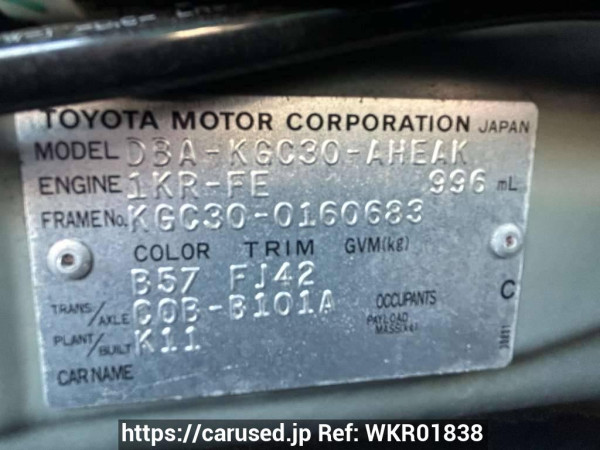 TOYOTA MOTOR CORPORATION JAPAN
MODEL DBA-KGC30-AHEAK
ENGINE 1KR-FE 996 mL
FRAME No. KGC30-0160683
COLOR TRIM GVM(kg)
B57 FJ42
TRANS/AXLE C0B-B101A OCCUPANTS C
PAYLOAD MASS(kg)
PLANT/BUILT K11
CAR NAME
https://carused.jp Ref: WKR01838